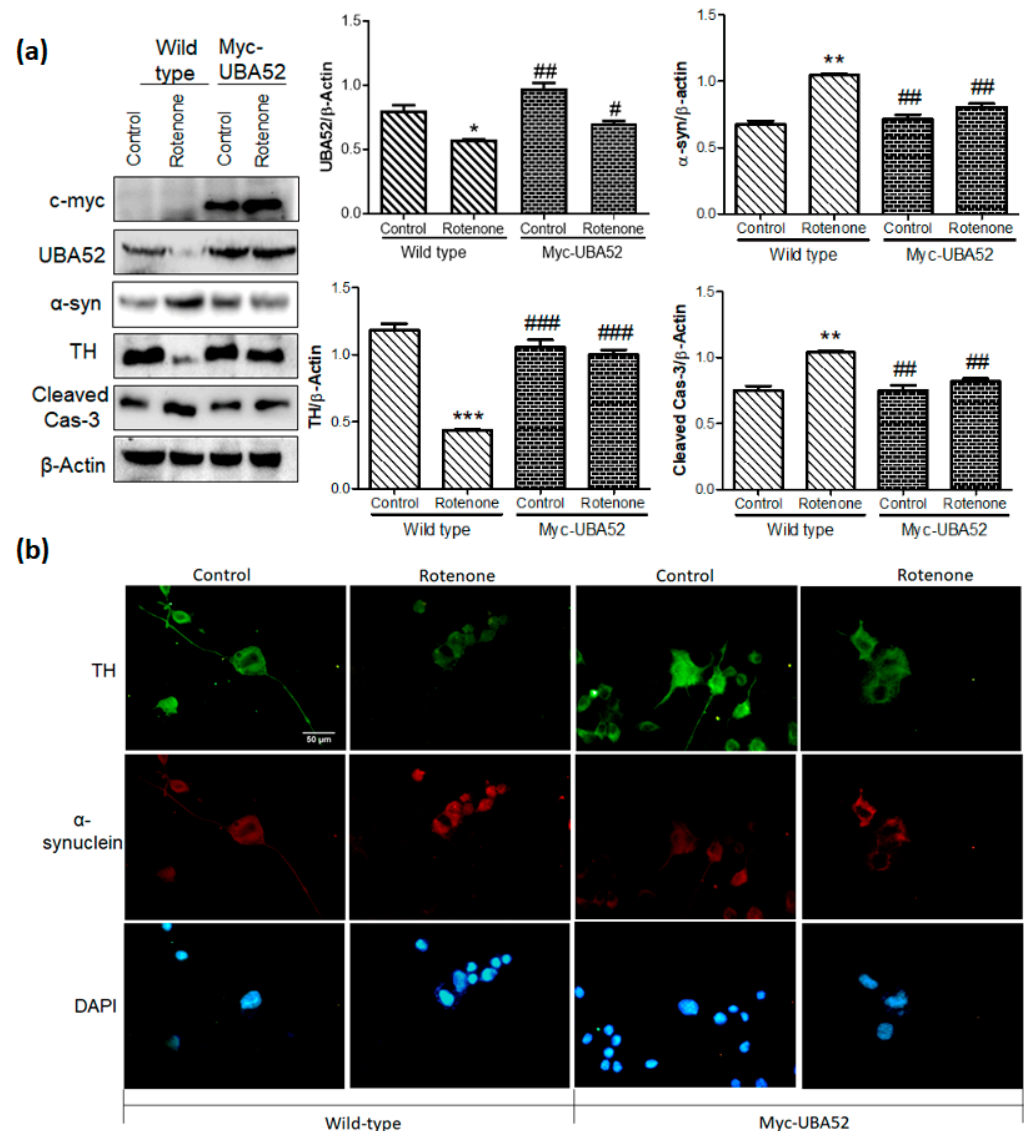 (a)
Wild
type
Myc-
UBA52
Control
Rotenone
Control
Rotenone
c-myc
UBA52
α-syn
TH
Cleaved
Cas-3
β-Actin
UBA52/β-Actin
1.5
1.0
0.5
0.0
*
##
#
Control Rotenone Control Rotenone
Wild type Myc-UBA52
α-syn/β-actin
1.5
1.0
0.5
0.0
**
##
##
Control Rotenone Control Rotenone
Wild type Myc-UBA52
TH/β-Actin
1.5
1.0
0.5
0.0
***
###
###
Control Rotenone Control Rotenone
Wild type Myc-UBA52
Cleaved Cas-3/β-Actin
1.5
1.0
0.5
0.0
**
##
##
Control Rotenone Control Rotenone
Wild type Myc-UBA52
(b)
Control Rotenone Control Rotenone
TH
50 μm
α-
synuclein
DAPI
Wild-type Myc-UBA52